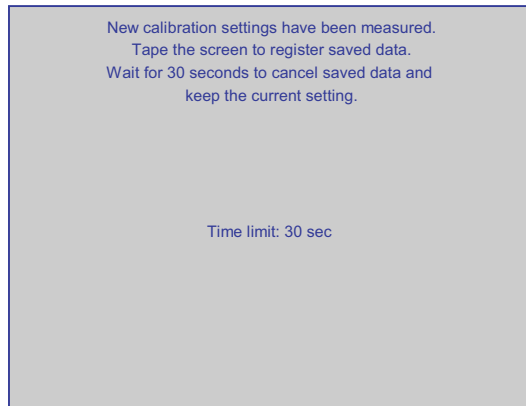 New calibration settings have been measured.
Tape the screen to register saved data.
Wait for 30 seconds to cancel saved data and
keep the current setting.
Time limit: 30 sec